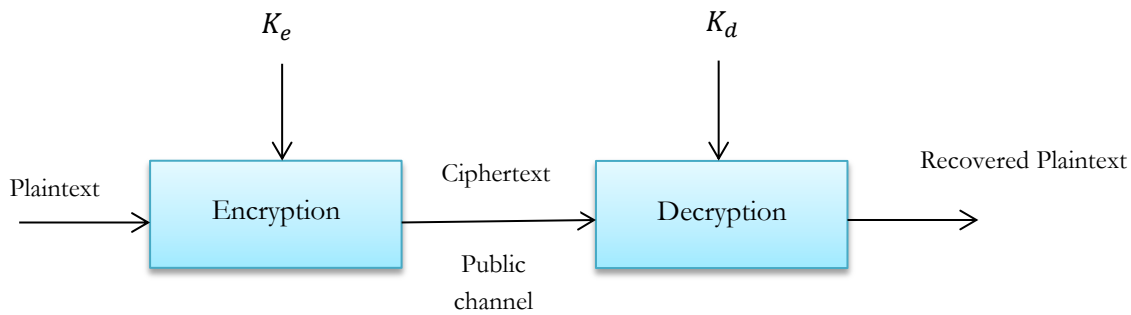 K_e
K_d
Plaintext
Encryption
Ciphertext
Public
channel
Decryption
Recovered Plaintext